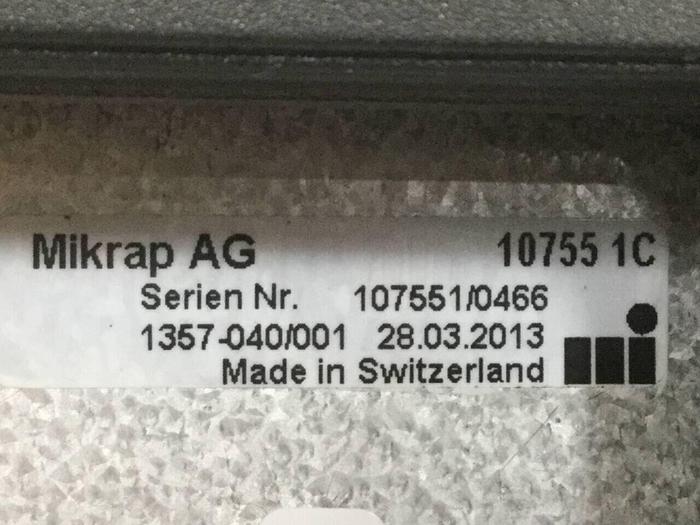 Mikrap AG 10755 1C
Serien Nr. 107551/0466
1357-040/001 28.03.2013
Made in Switzerland